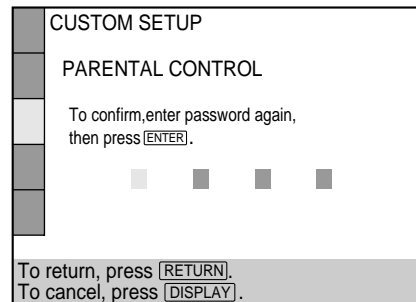 CUSTOM SETUP
PARENTAL CONTROL
To confirm,enter password again,
then press ENTER.
To return, press RETURN.
To cancel, press DISPLAY.